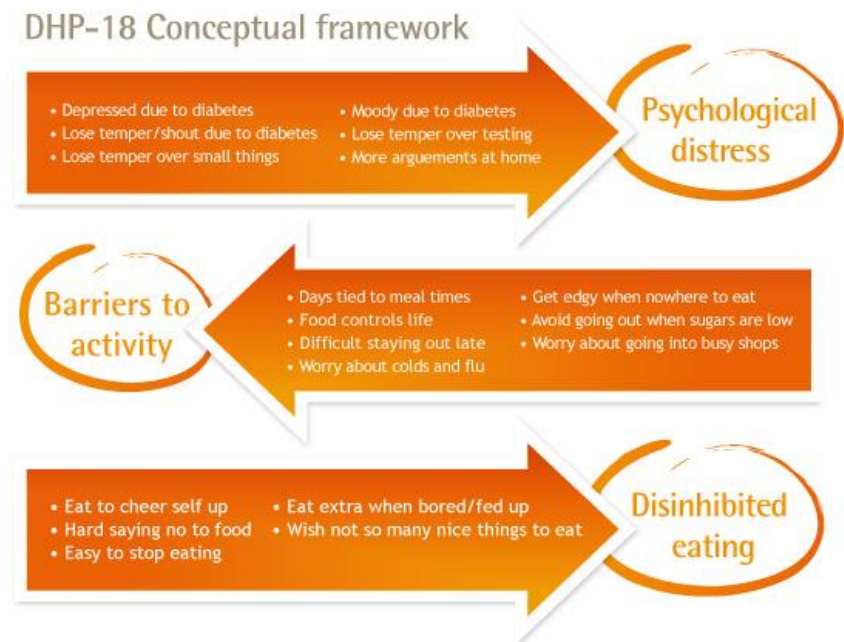 DHP-18 Conceptual framework
• Depressed due to diabetes
• Lose temper/shout due to diabetes
• Lose temper over small things
• Moody due to diabetes
• Lose temper over testing
• More arguements at home
Psychological
distress
Barriers to
activity
• Days tied to meal times
• Food controls life
• Difficult staying out late
• Worry about colds and flu
• Get edgy when nowhere to eat
• Avoid going out when sugars are low
• Worry about going into busy shops
• Eat to cheer self up
• Hard saying no to food
• Easy to stop eating
• Eat extra when bored/fed up
• Wish not so many nice things to eat
Disinhibited
eating